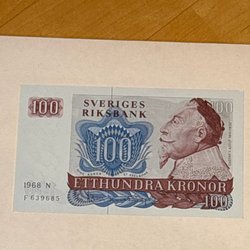 100
SVERIGES
RIKSBANK
100
1968 N
F 639685
ETTHUNDRA KRONOR
100